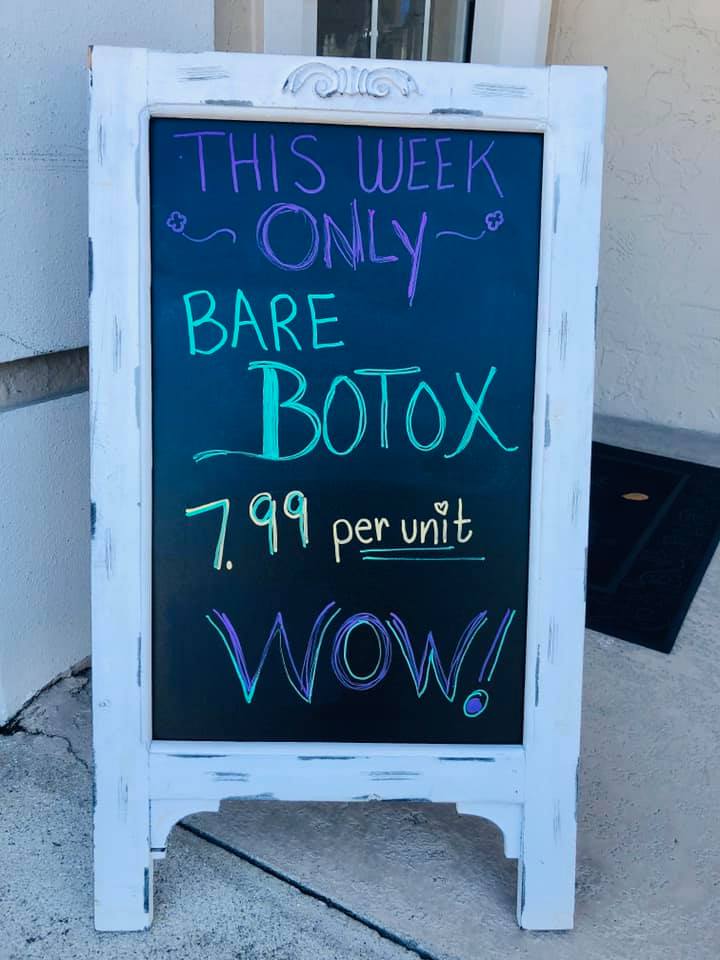 THIS WEEK
ONLY
BARE
BOTOX
7.99 per unit
WOW!